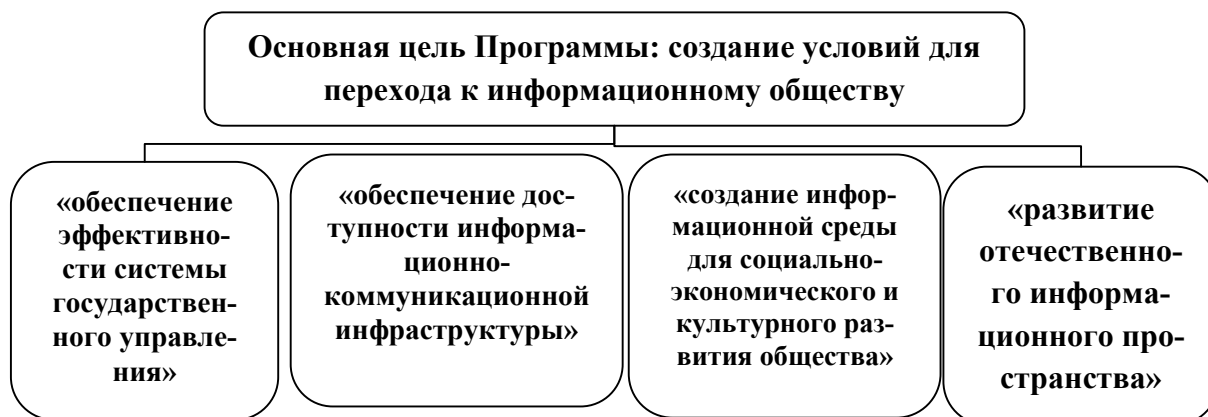 Основная цель Программы: создание условий для
перехода к информационному обществу
«обеспечение
эффективно-
сти системы
государствен-
ного управле-
ния»
«обеспечение дос-
тупности информа-
ционно-
коммуникационной
инфраструктуры»
«создание инфор-
мационной среды
для социально-
экономического и
культурного раз-
вития общества»
«развитие
отечественно-
го информа-
ционного про-
странства»